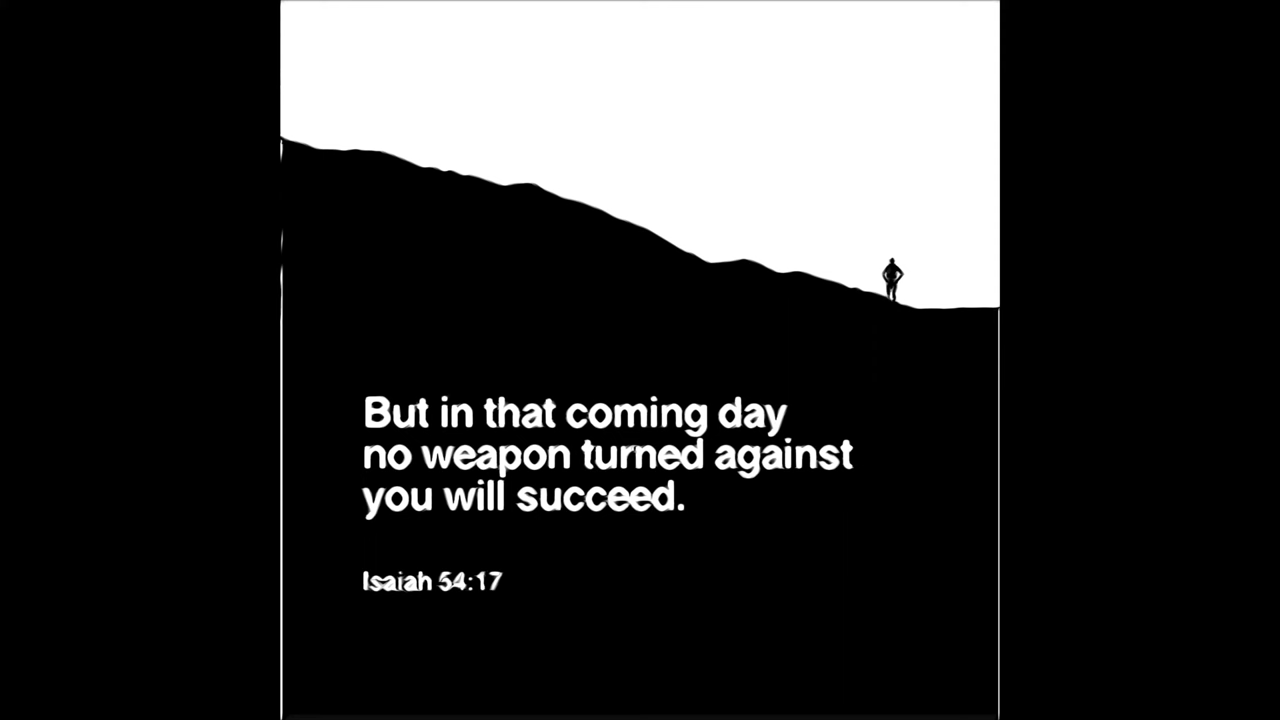 But in that coming day
no weapon turned against
you will succeed.
Isaiah 54:17